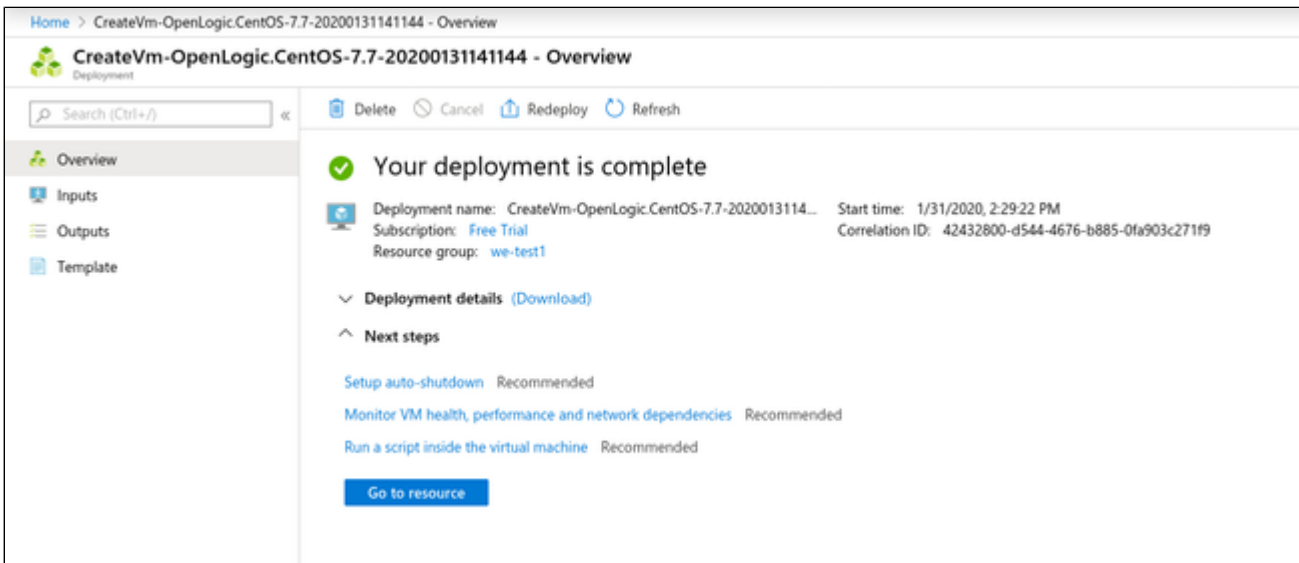 Home > CreateVm-OpenLogic.CentOS-7.7-20200131141144 - Overview
CreateVm-OpenLogic.CentOS-7.7-20200131141144 - Overview
Deployment
Search (Ctrl+/)
«
Delete Cancel Redeploy Refresh
Overview
Inputs
Outputs
Template
Your deployment is complete
Deployment name: CreateVm-OpenLogic.CentOS-7.7-2020013114... Start time: 1/31/2020, 2:29:22 PM
Subscription: Free Trial Correlation ID: 42432800-d544-4676-b885-0fa903c271f9
Resource group: we-test1
Deployment details (Download)
Next steps
Setup auto-shutdown Recommended
Monitor VM health, performance and network dependencies Recommended
Run a script inside the virtual machine Recommended
Go to resource